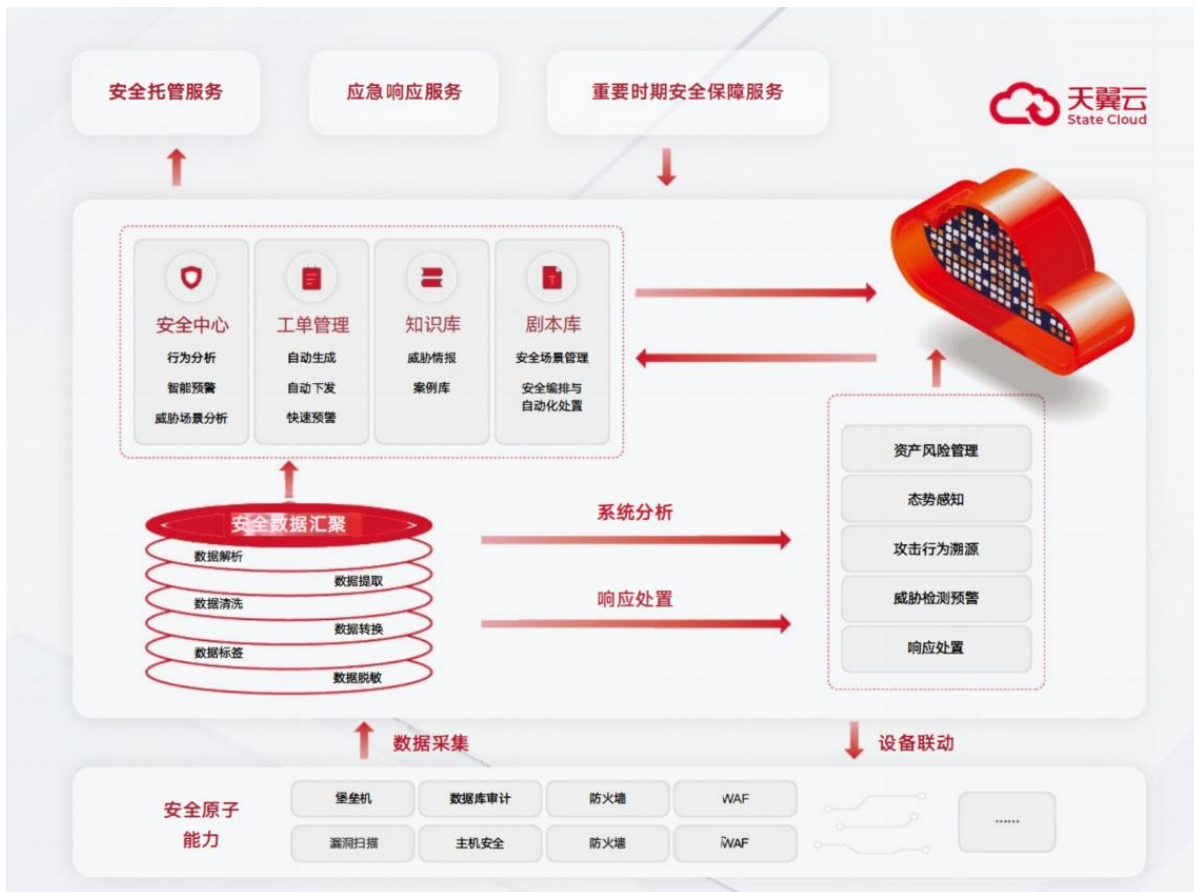 安全托管服务
应急响应服务
重要时期安全保障服务
天翼云
State Cloud
安全中心
行为分析
智能预警
威胁场景分析
工单管理
自动生成
自动下发
快速预警
知识库
威胁情报
案例库
剧本库
安全场景管理
安全编排与
自动化处置
安全数据汇聚
数据解析
数据提取
数据清洗
数据转换
数据标签
数据脱敏
系统分析
响应处置
资产风险管理
态势感知
攻击行为溯源
威胁检测预警
响应处置
数据采集
设备联动
安全原子
能力
堡垒机
数据库审计
防火墙
WAF
漏洞扫描
主机安全
防火墙
WAF
……